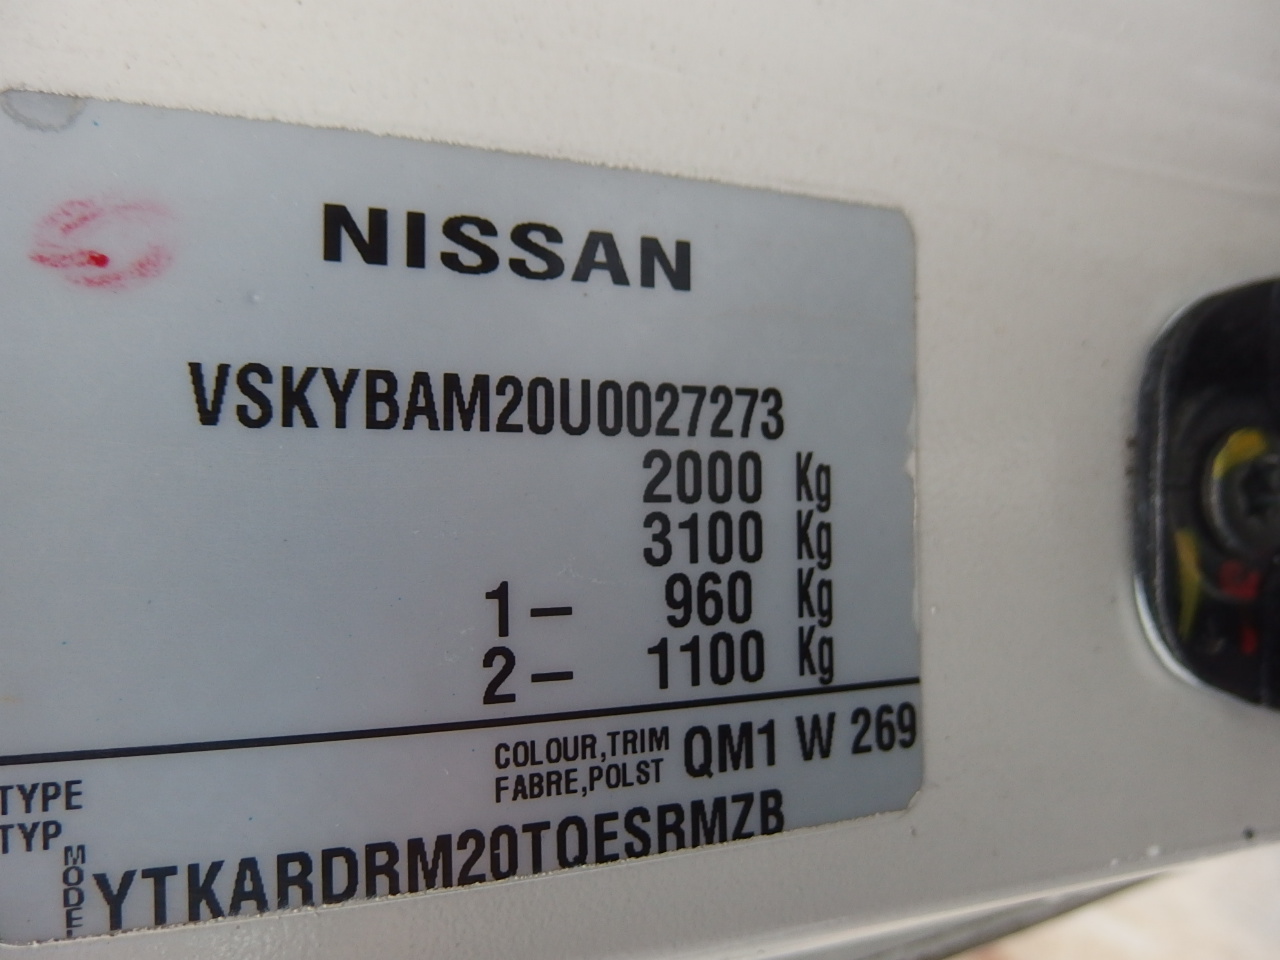 NISSAN
VSKYBAM20U0027273
2000 Kg
3100 Kg
1- 960 Kg
2- 1100 Kg
COLOUR,TRIM QM1 W 269
FABRE,POLST
TYPE
TYP
MODEL YTKARDRM20TQESRMZB